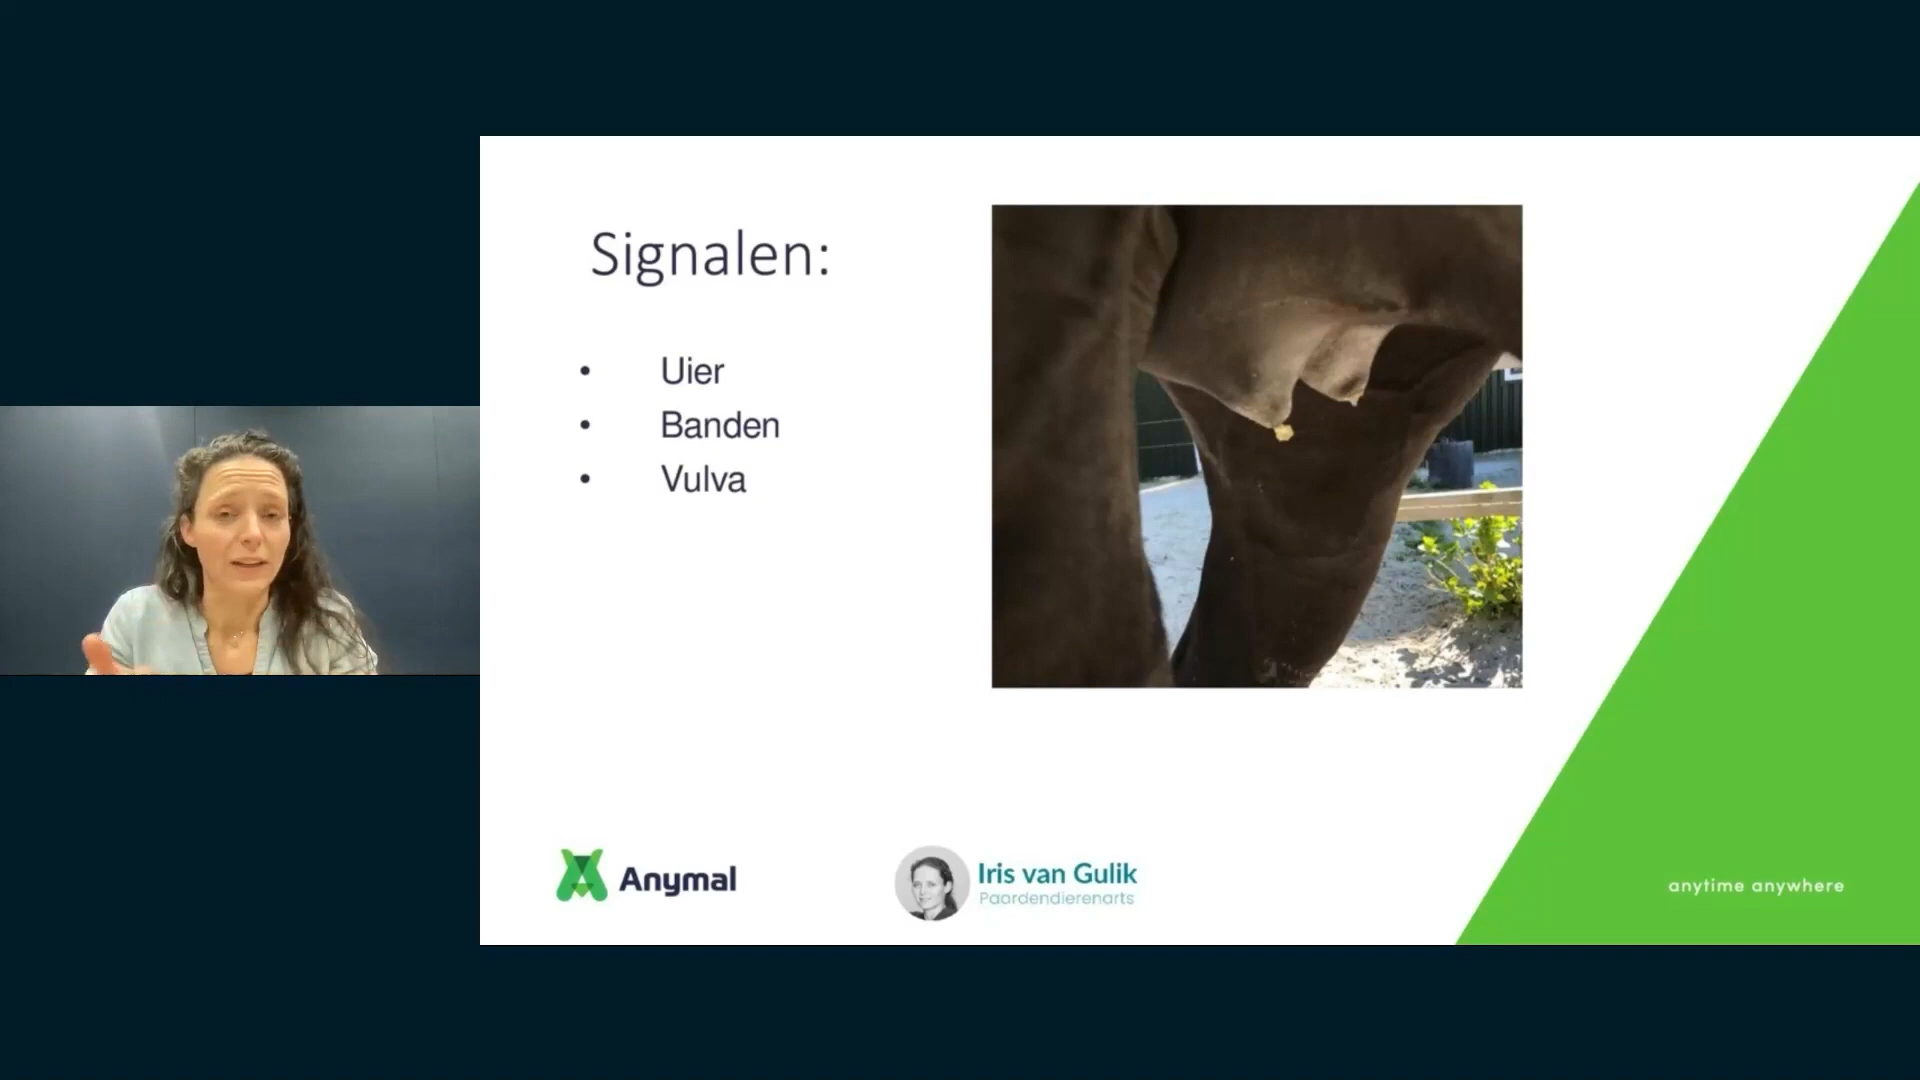 Signalen:
• Uier
• Banden
• Vulva
Anymal
Iris van Gulik
Paardendierenarts
anytime anywhere